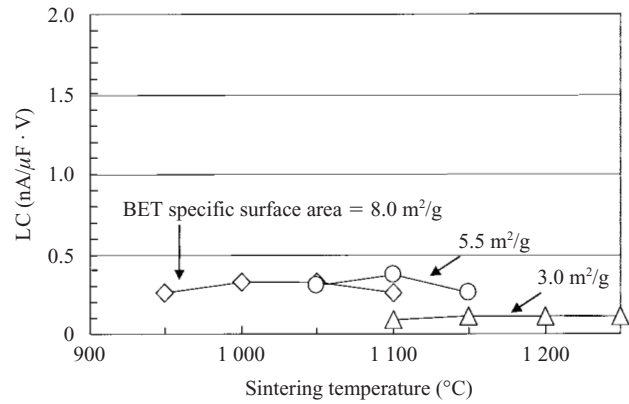 2.0
1.5
1.0
0.5
0
LC (nA/µF · V)
BET specific surface area = 8.0 m²/g
5.5 m²/g
3.0 m²/g
900 1 000 1 100 1 200
Sintering temperature (°C)